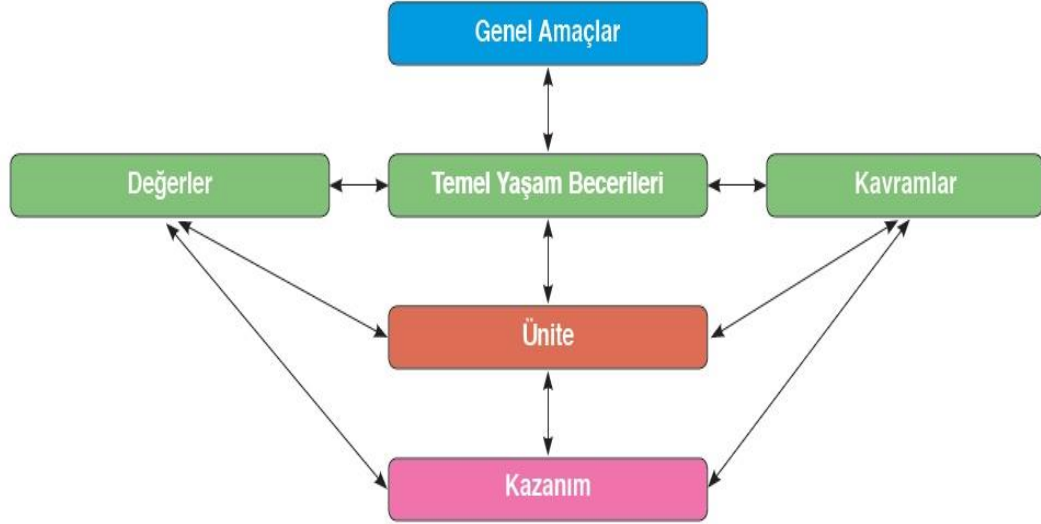 Genel Amaçlar
Değerler
Temel Yaşam Becerileri
Kavramlar
Ünite
Kazanım